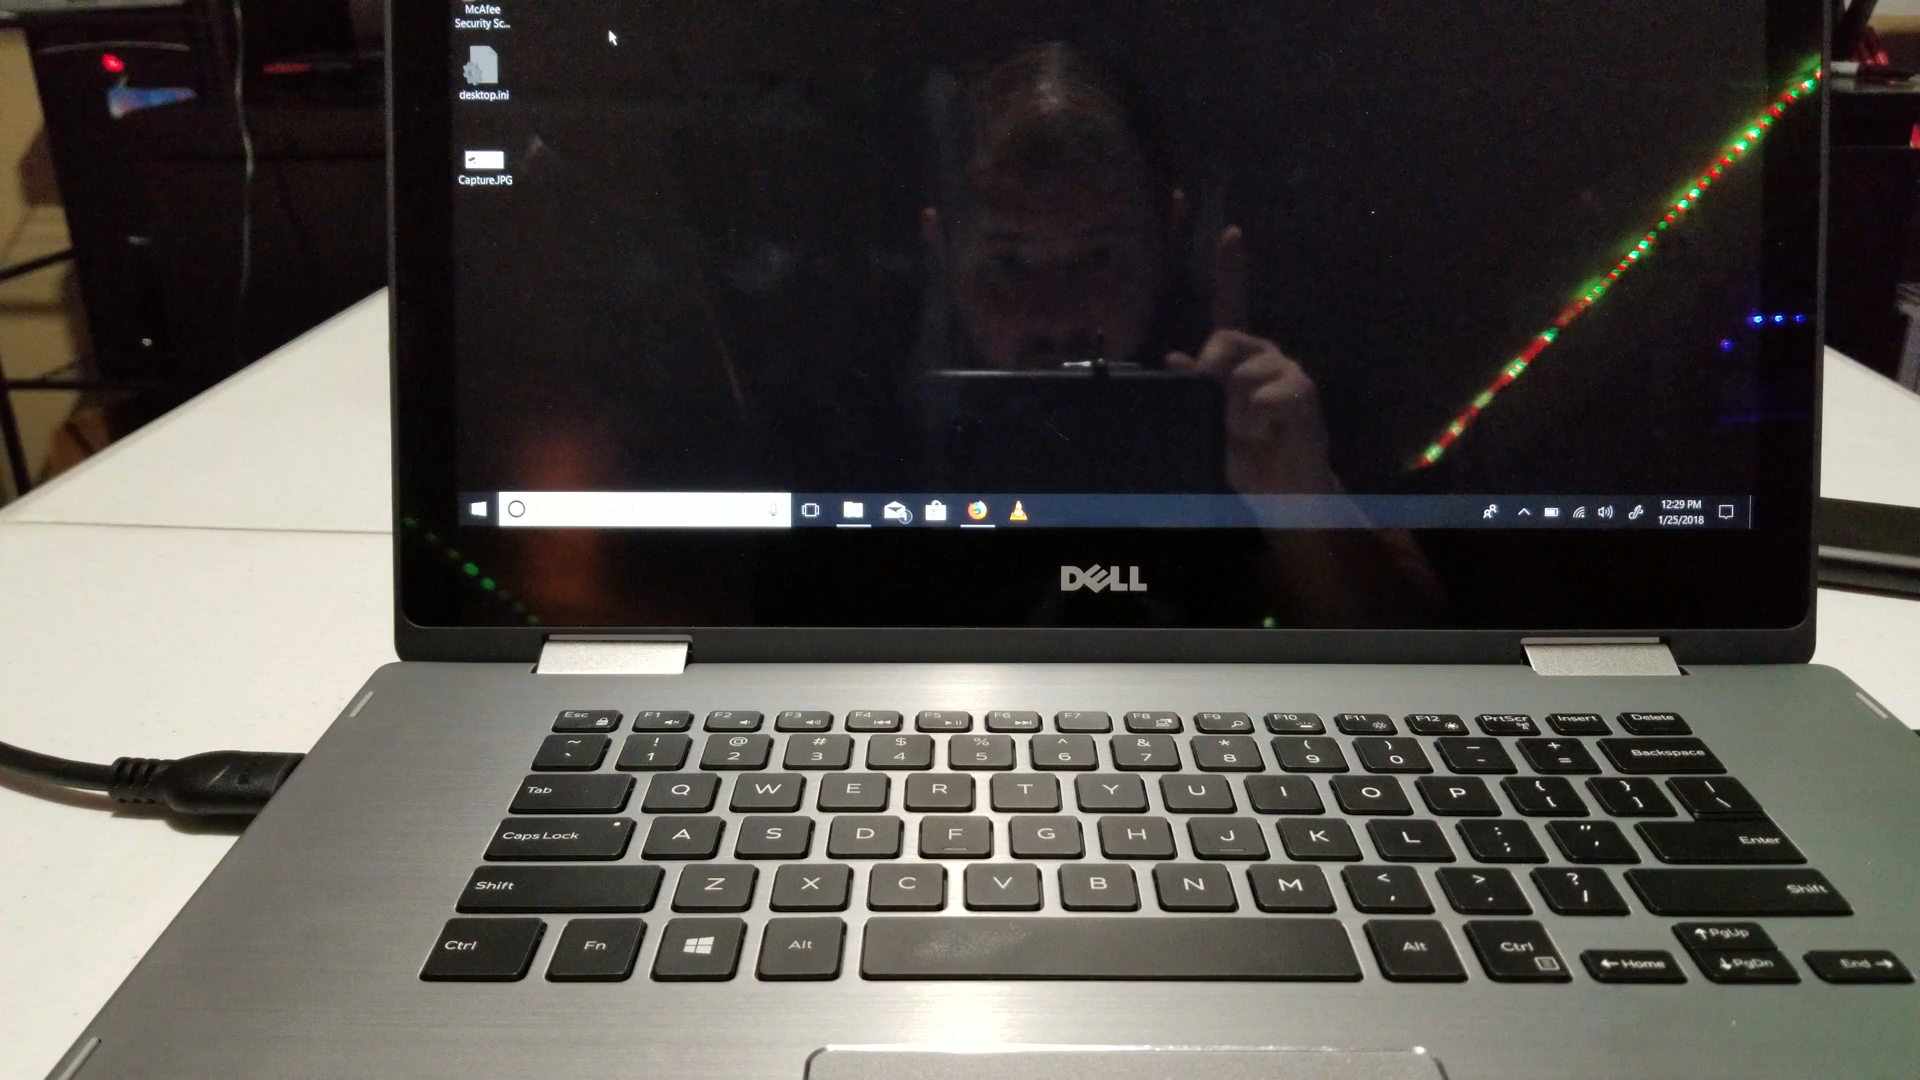 McAfee
Security Sc...
desktop.ini
Capture.JPG
12:29 PM
1/25/2018
DELL
Esc F1 F2 F3 F4 F5 F6 F7 F8 F9 F10 F11 F12 PrtScr Insert Delete
~ ! @ # $ % ^ & * ( ) _ +
` 1 2 3 4 5 6 7 8 9 0 - = Backspace
Tab Q W E R T Y U I O P { [ } ] | \
Caps Lock A S D F G H J K L : ; " ' Enter
Shift Z X C V B N M < , > . ? / Shift
Ctrl Fn Alt Alt Ctrl Home PgUp PgDn End